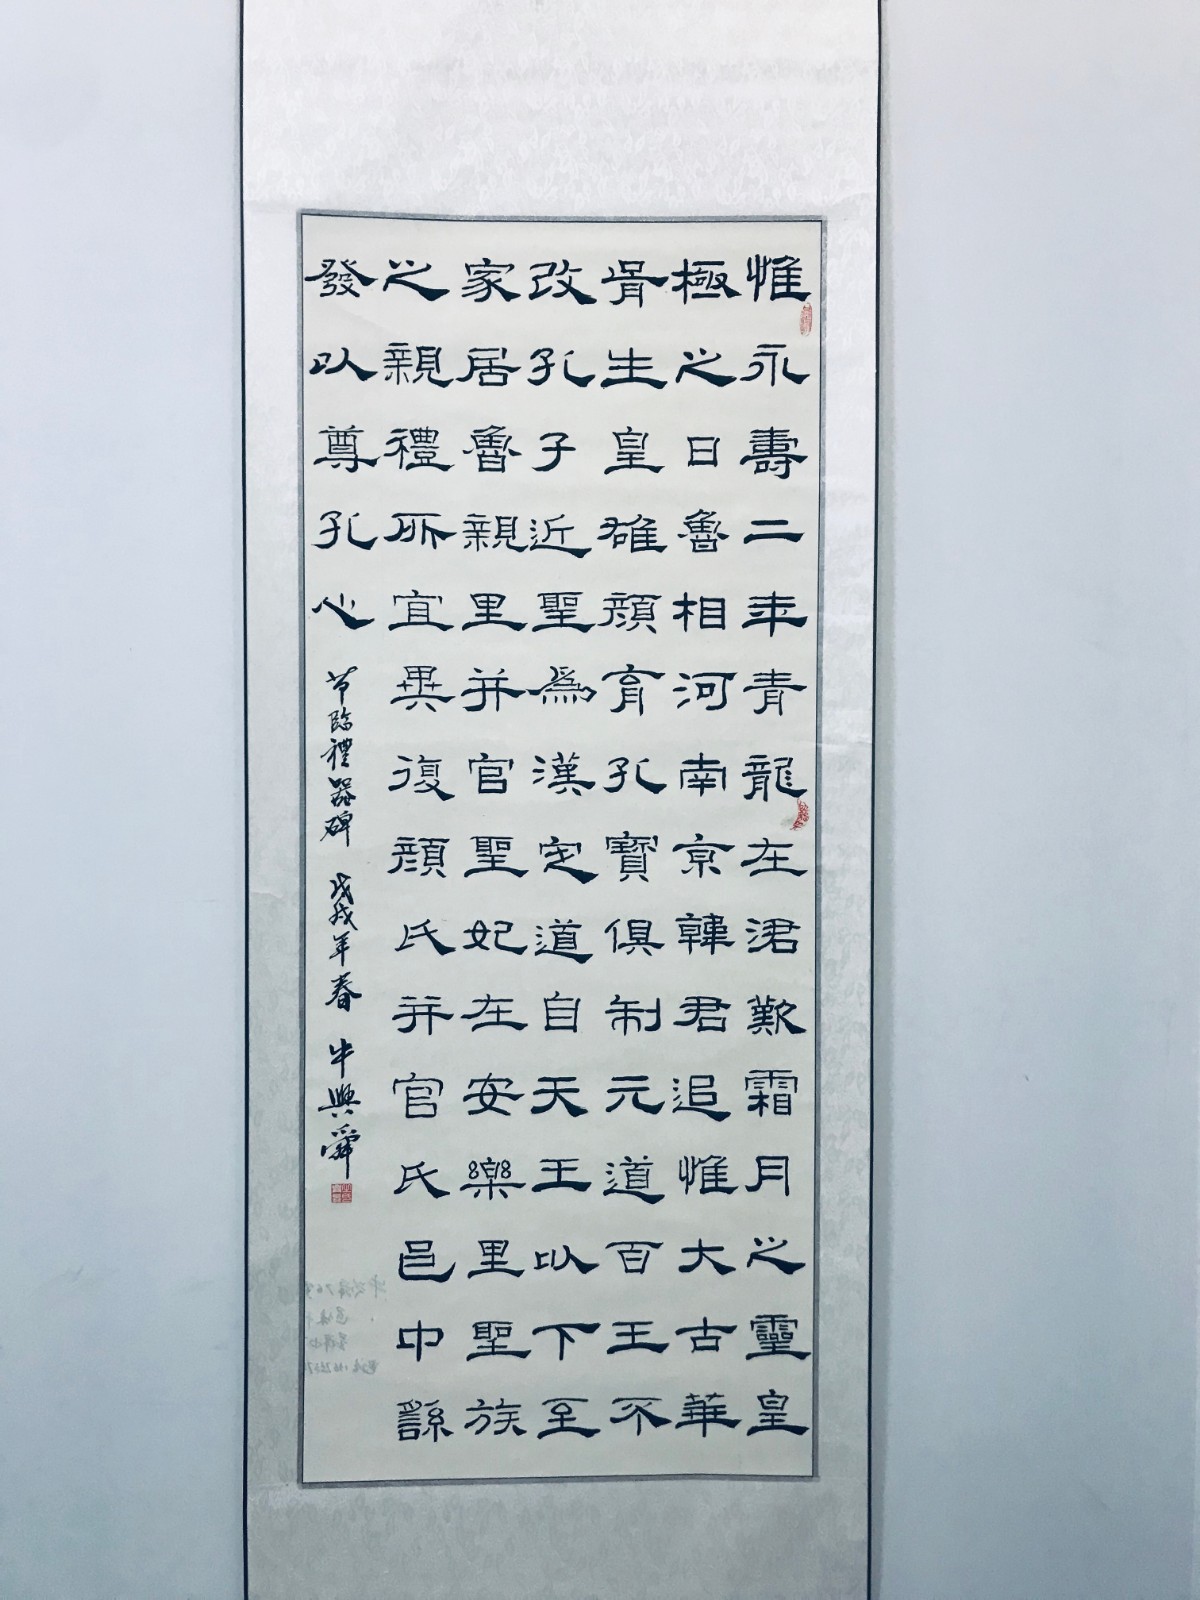 惟永壽二年青龍在涒歎霜月之靈皇
極之日魯相河南京韓君追惟大古華
胥生皇雄顏育孔寶俱制元道百王不
改孔子近聖爲漢定道自天王以下至
家居魯親里并官聖妃在安樂里聖族
之親禮所宜異復顏氏并官氏邑中繇
發以尊孔心 节臨禮器碑 戊戌年春 牛興舜